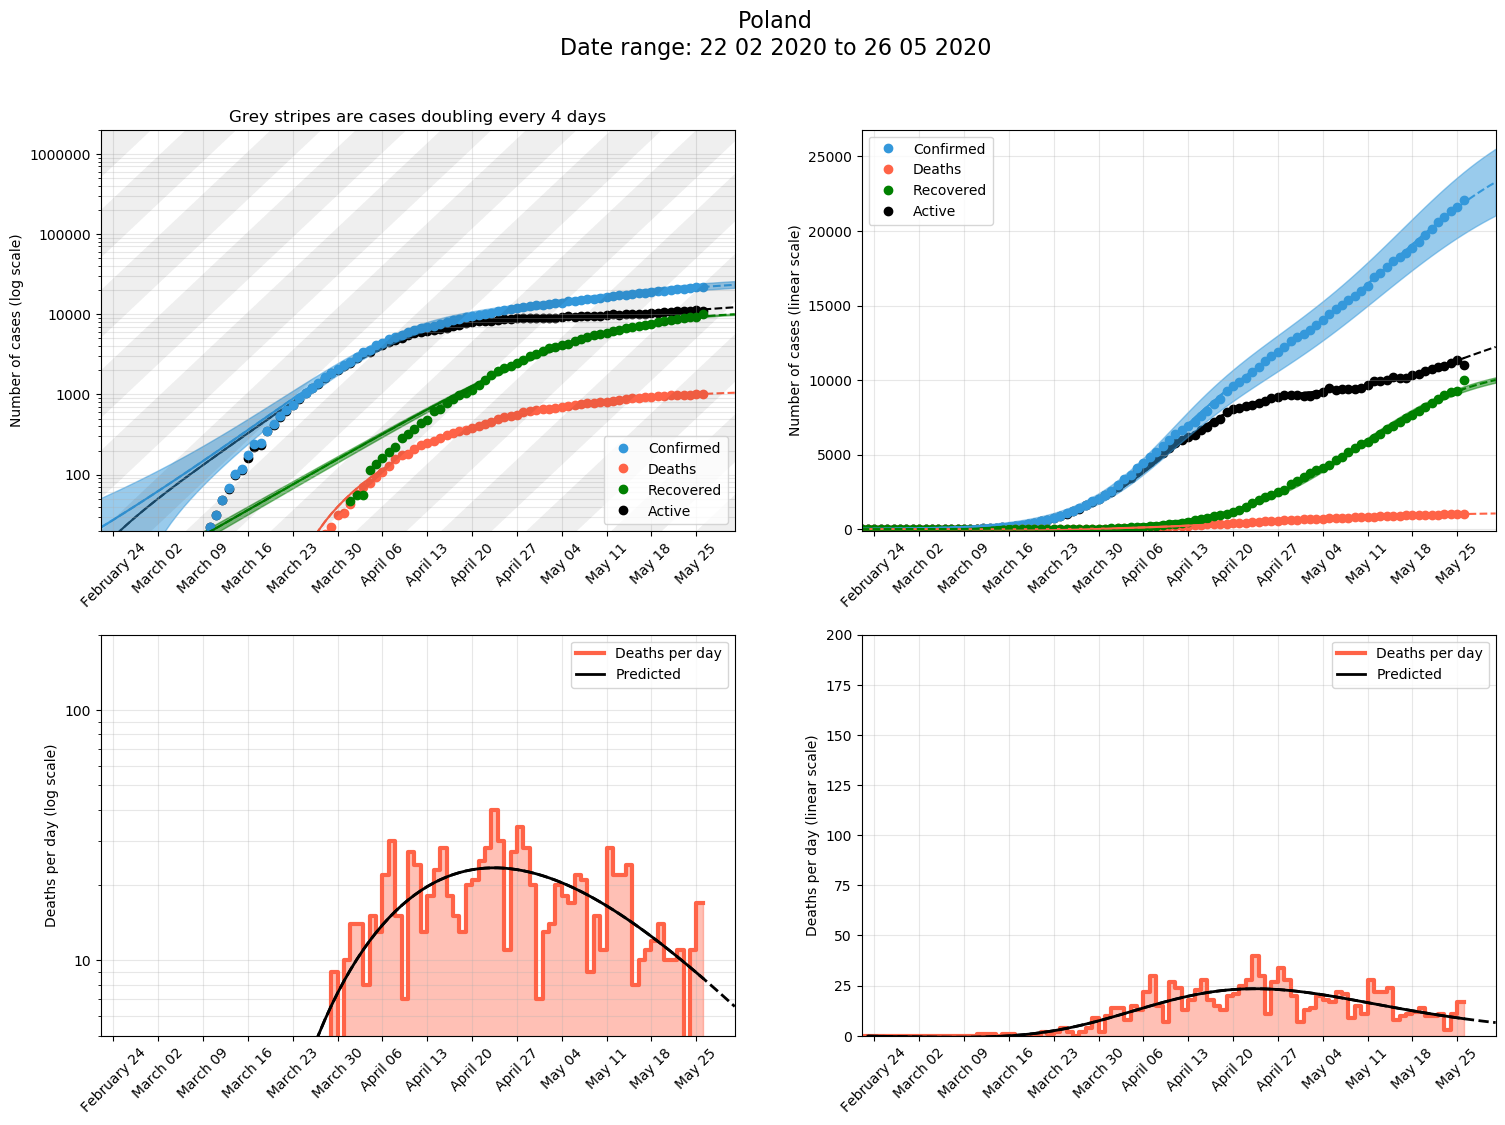 Poland
Date range: 22 02 2020 to 26 05 2020
Grey stripes are cases doubling every 4 days
Number of cases (log scale)
1000000
100000
10000
1000
100
Confirmed
Deaths
Recovered
Active
February 24
March 02
March 09
March 16
March 23
March 30
April 06
April 13
April 20
April 27
May 04
May 11
May 18
May 25
Number of cases (linear scale)
25000
20000
15000
10000
5000
0
Confirmed
Deaths
Recovered
Active
February 24
March 02
March 09
March 16
March 23
March 30
April 06
April 13
April 20
April 27
May 04
May 11
May 18
May 25
Deaths per day (log scale)
100
10
Deaths per day
Predicted
February 24
March 02
March 09
March 16
March 23
March 30
April 06
April 13
April 20
April 27
May 04
May 11
May 18
May 25
Deaths per day (linear scale)
200
175
150
125
100
75
50
25
0
Deaths per day
Predicted
February 24
March 02
March 09
March 16
March 23
March 30
April 06
April 13
April 20
April 27
May 04
May 11
May 18
May 25